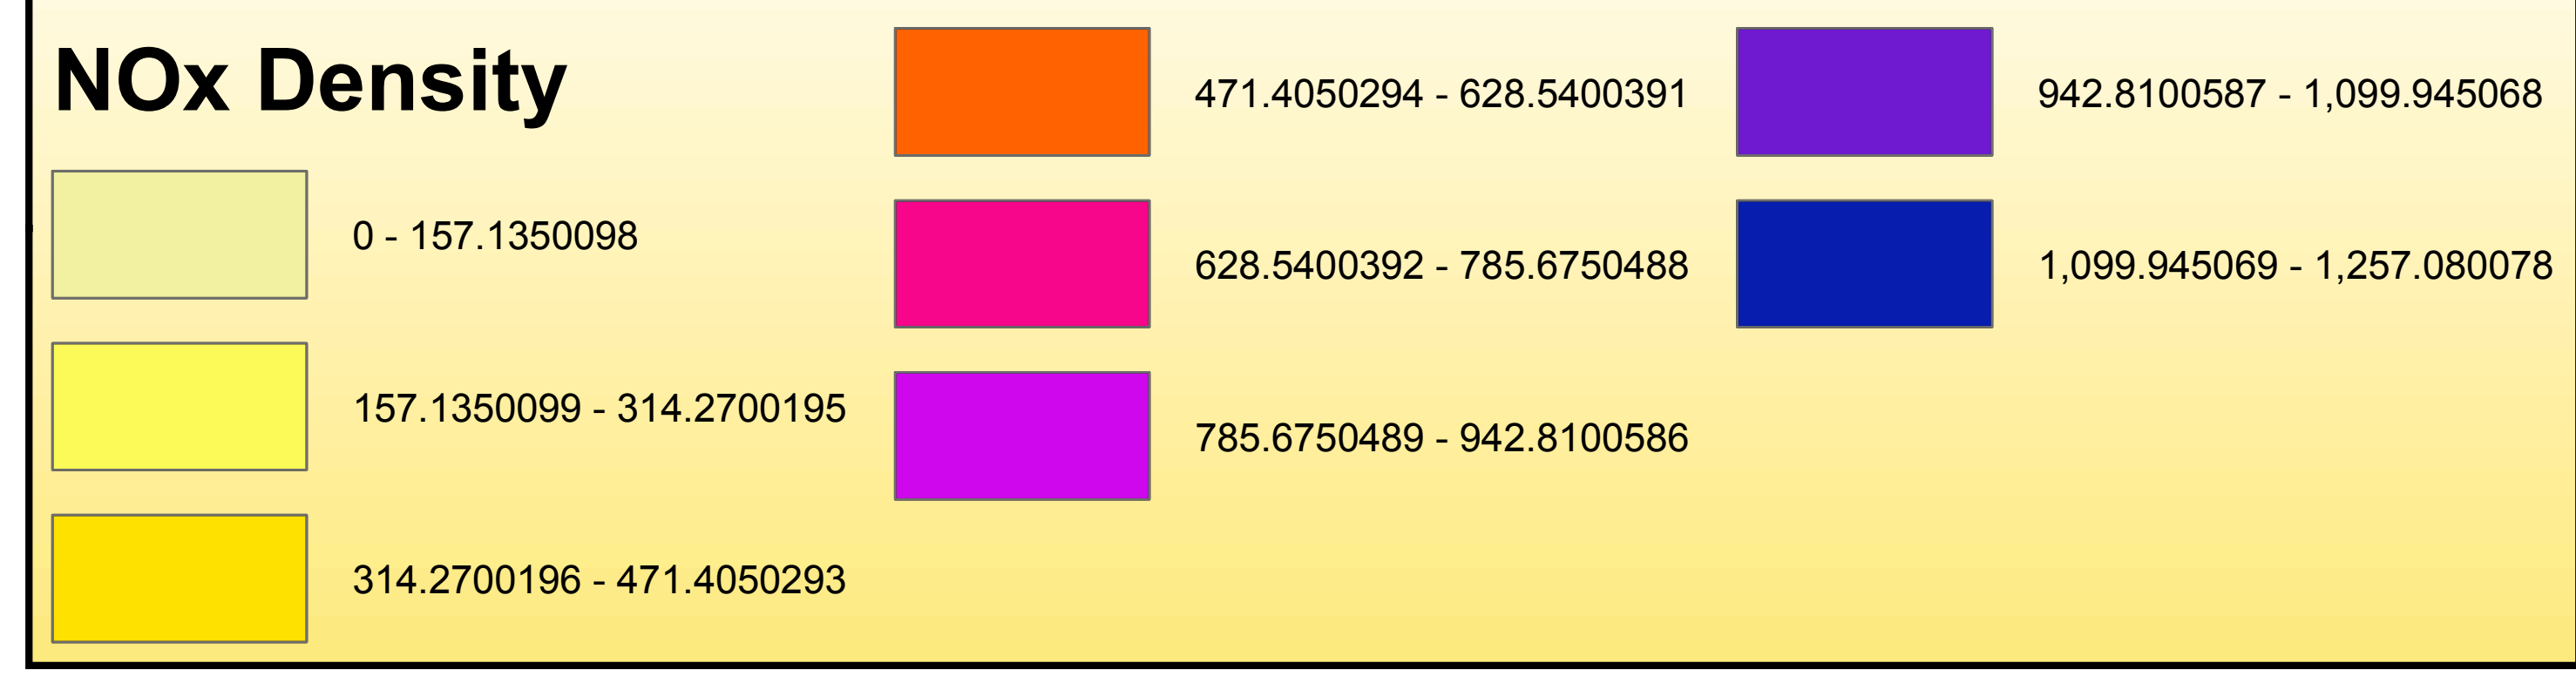 NOx Density
0 - 157.1350098
157.1350099 - 314.2700195
314.2700196 - 471.4050293
471.4050294 - 628.5400391
628.5400392 - 785.6750488
785.6750489 - 942.8100586
942.8100587 - 1,099.945068
1,099.945069 - 1,257.080078